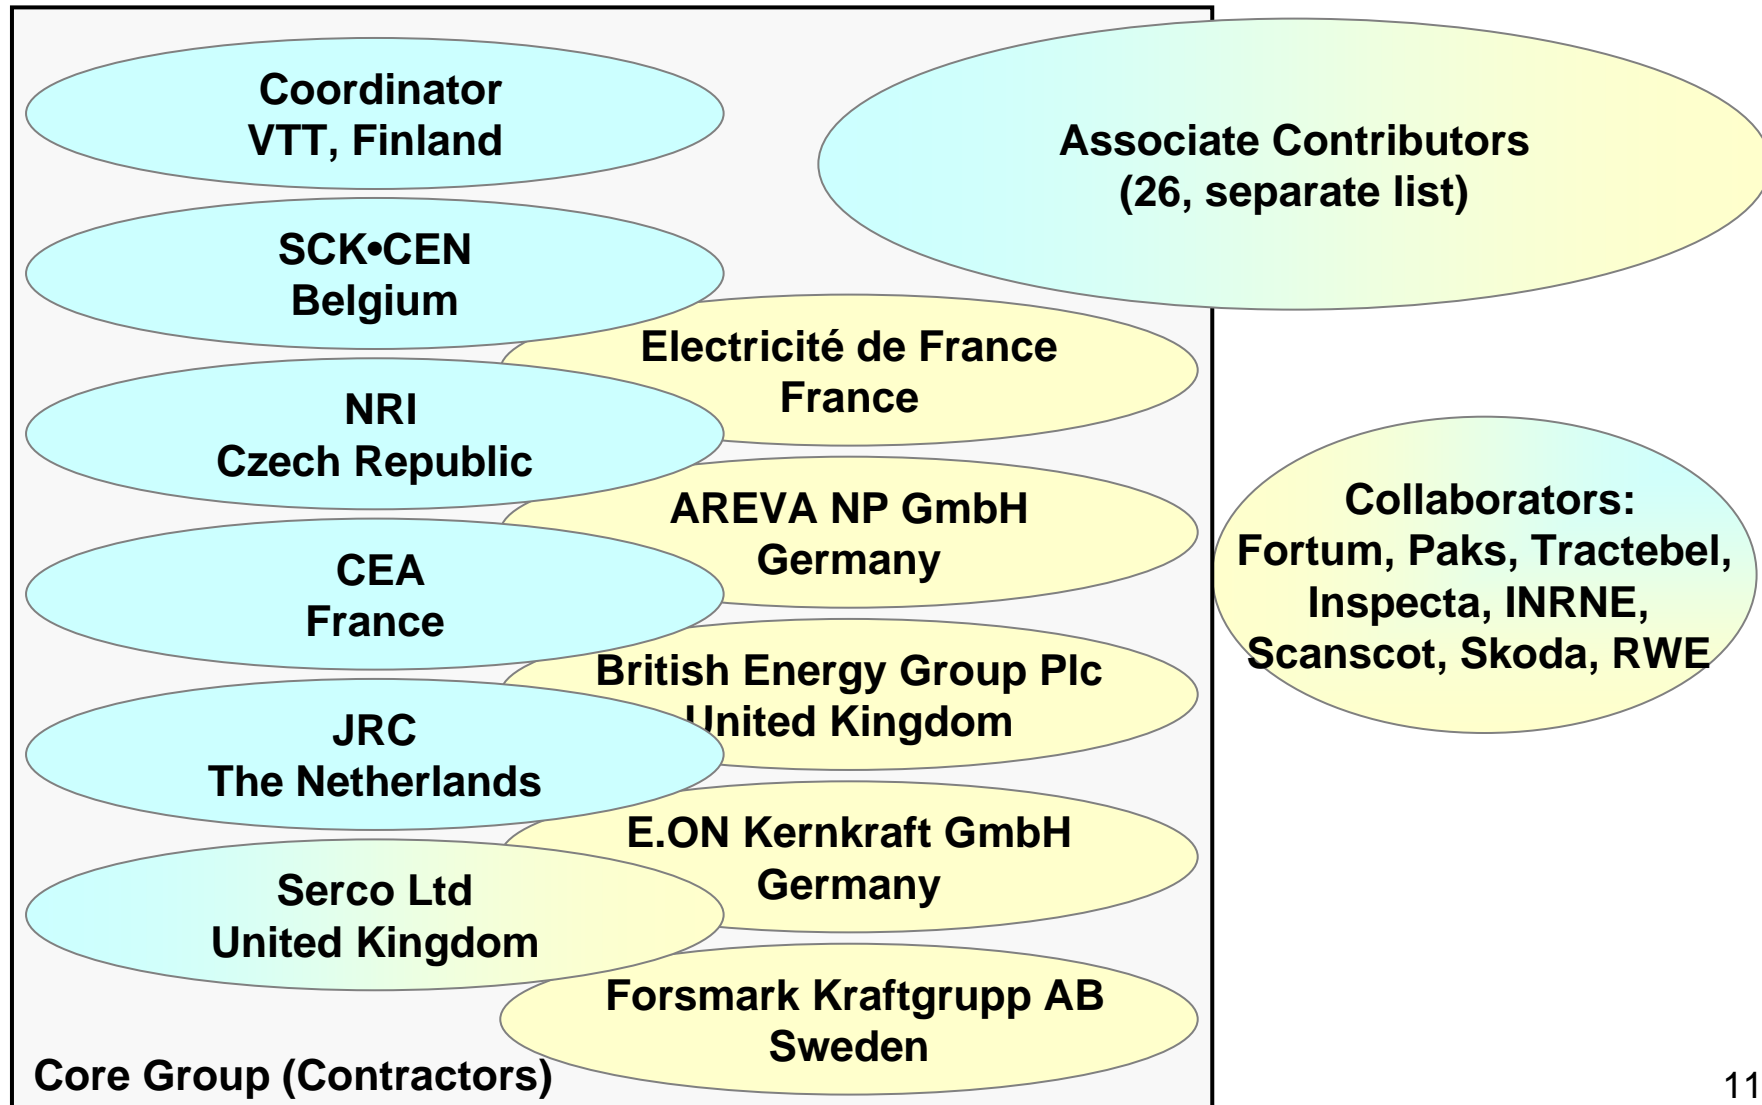 Coordinator
VTT, Finland
SCK•CEN
Belgium
NRI
Czech Republic
CEA
France
JRC
The Netherlands
Serco Ltd
United Kingdom
Electricité de France
France
AREVA NP GmbH
Germany
British Energy Group Plc
United Kingdom
E.ON Kernkraft GmbH
Germany
Forsmark Kraftgrupp AB
Sweden
Core Group (Contractors)
Associate Contributors
(26, separate list)
Collaborators:
Fortum, Paks, Tractebel,
Inspecta, INRNE,
Scanscot, Skoda, RWE
11